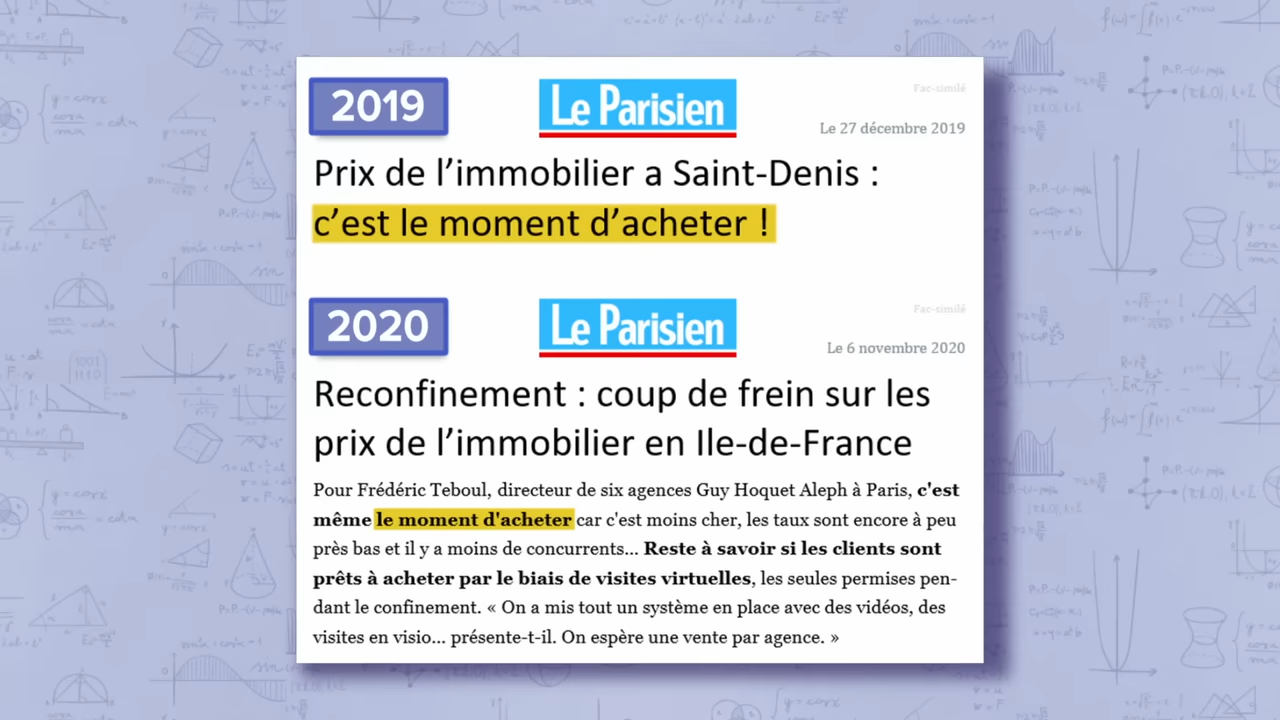 2019
Le Parisien
Fac-similé
Le 27 décembre 2019
Prix de l’immobilier a Saint-Denis :
c’est le moment d’acheter !
2020
Le Parisien
Fac-similé
Le 6 novembre 2020
Reconfinement : coup de frein sur les
prix de l’immobilier en Ile-de-France
Pour Frédéric Teboul, directeur de six agences Guy Hoquet Aleph à Paris, c'est
même le moment d'acheter car c'est moins cher, les taux sont encore à peu
près bas et il y a moins de concurrents... Reste à savoir si les clients sont
prêts à acheter par le biais de visites virtuelles, les seules permises pen-
dant le confinement. « On a mis tout un système en place avec des vidéos, des
visites en visio... présente-t-il. On espère une vente par agence. »